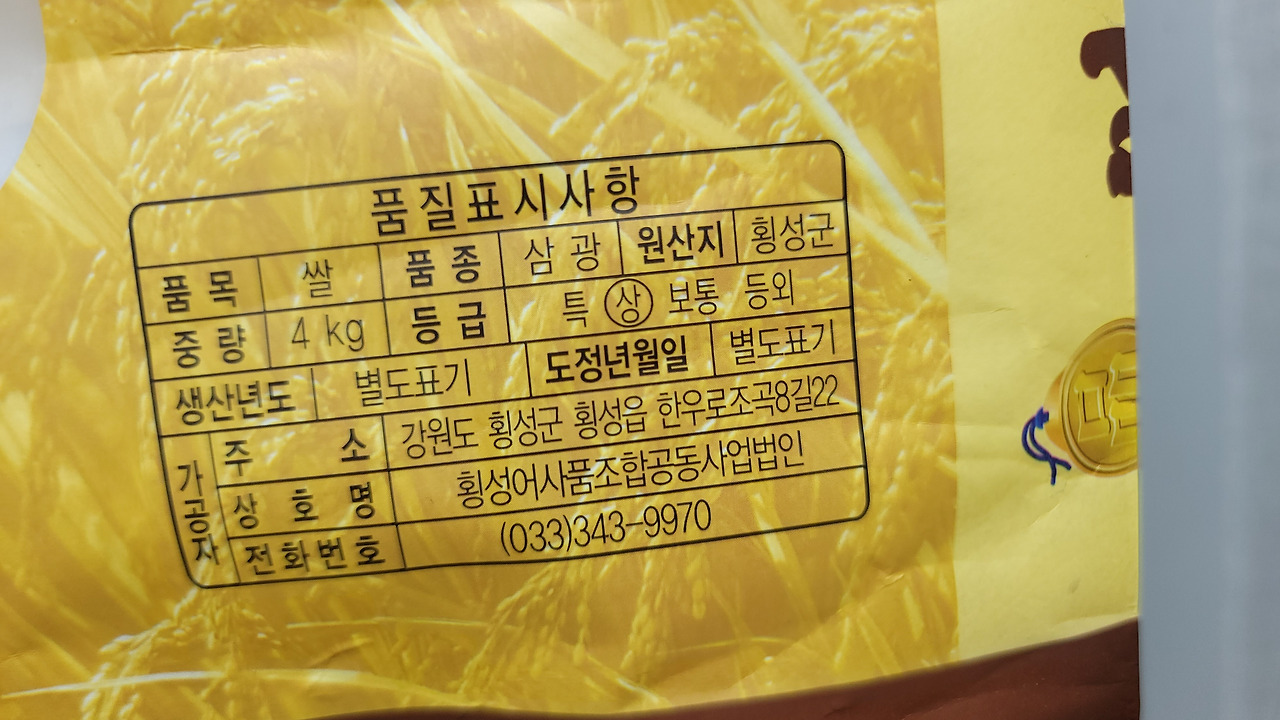 품질표시사항
품 목 쌀 품 종 삼 광 원산지 횡성군
중 량 4 kg 등 급 특 상 보통 등외
생산년도 별도표기 도정년월일 별도표기
가공자
주 소 강원도 횡성군 횡성읍 한우로조곡8길22
상 호 명 횡성어사품조합공동사업법인
전화번호 (033)343-9970